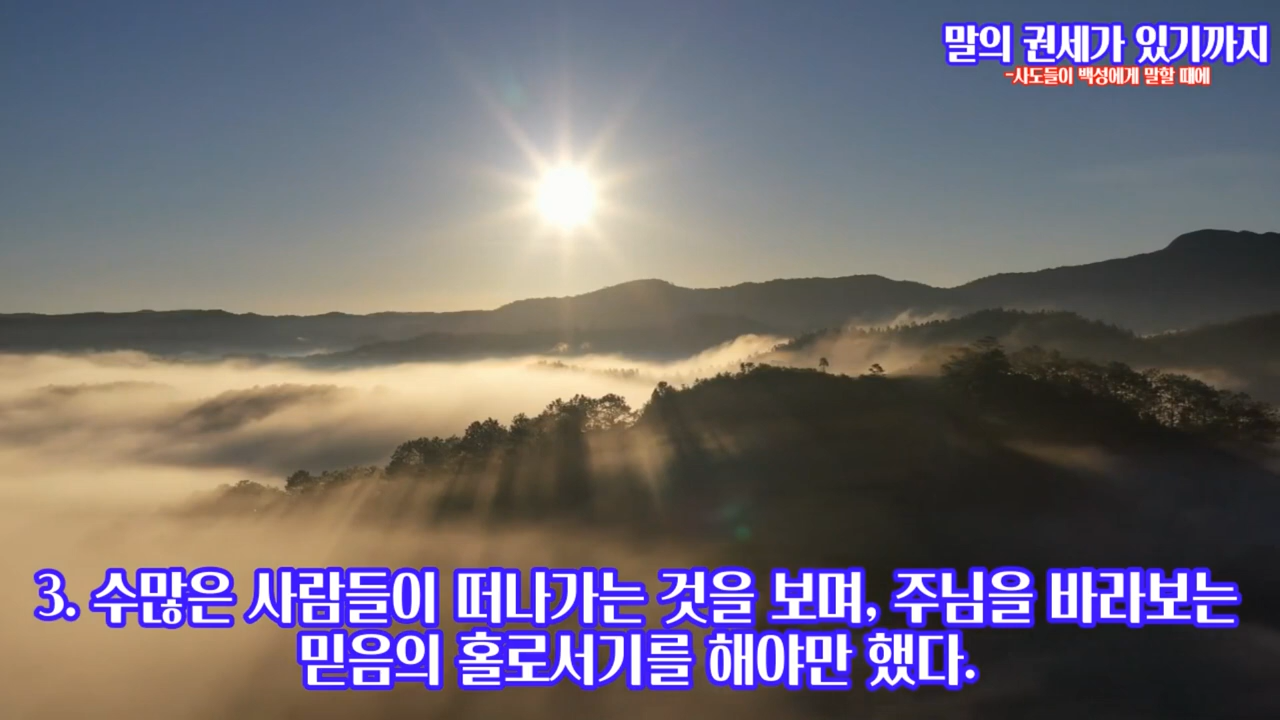 말의 권세가 있기까지
-사도들이 백성에게 말할 때에
3. 수많은 사람들이 떠나가는 것을 보며, 주님을 바라보는
믿음의 홀로서기를 해야만 했다.